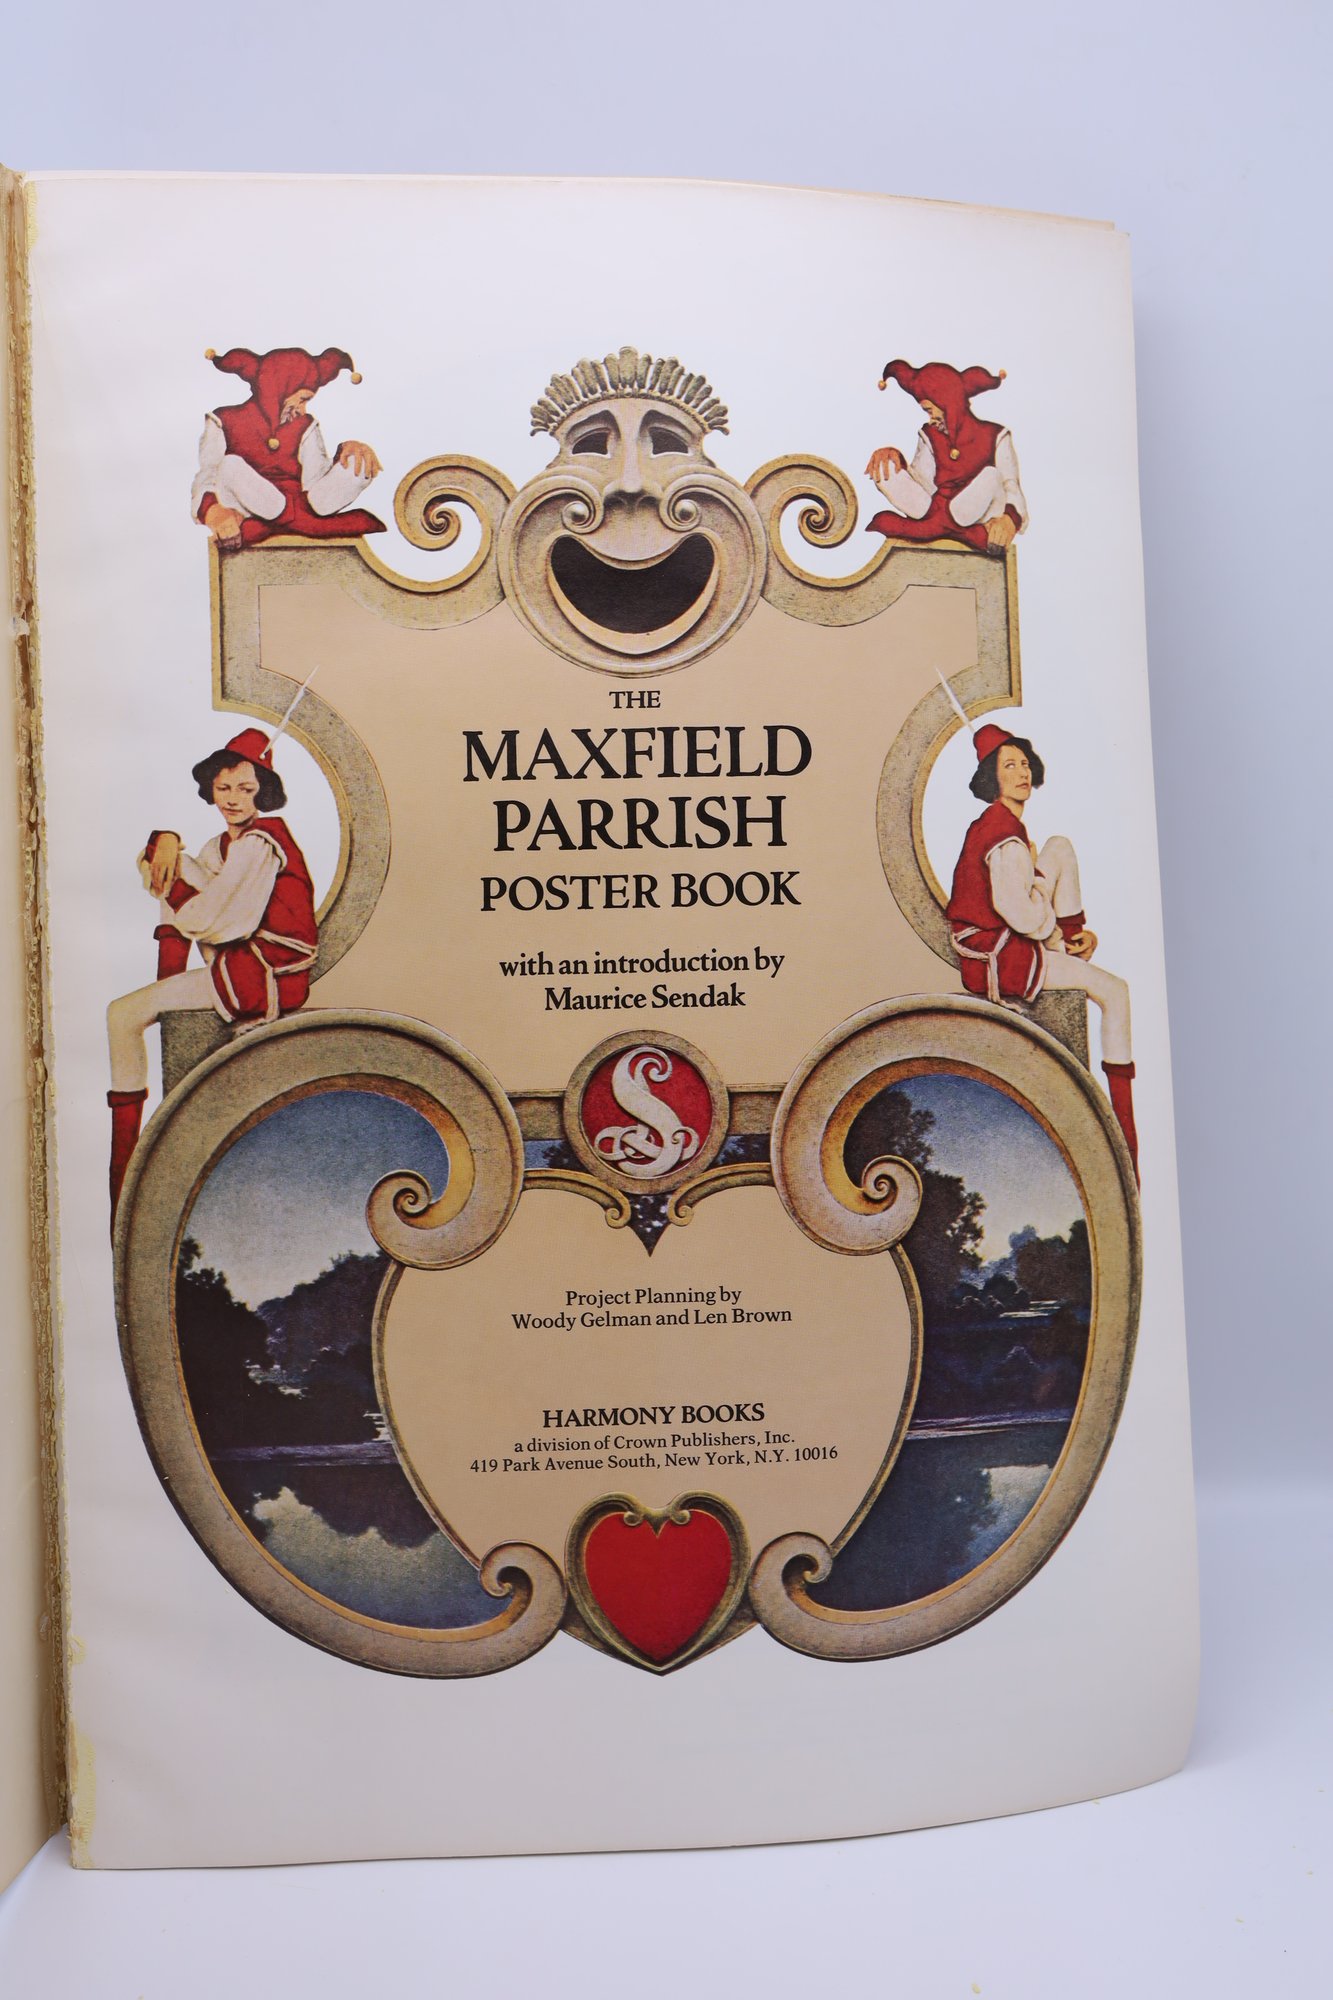 THE
MAXFIELD
PARRISH
POSTER BOOK
with an introduction by
Maurice Sendak
S
Project Planning by
Woody Gelman and Len Brown
HARMONY BOOKS
a division of Crown Publishers, Inc.
419 Park Avenue South, New York, N.Y. 10016